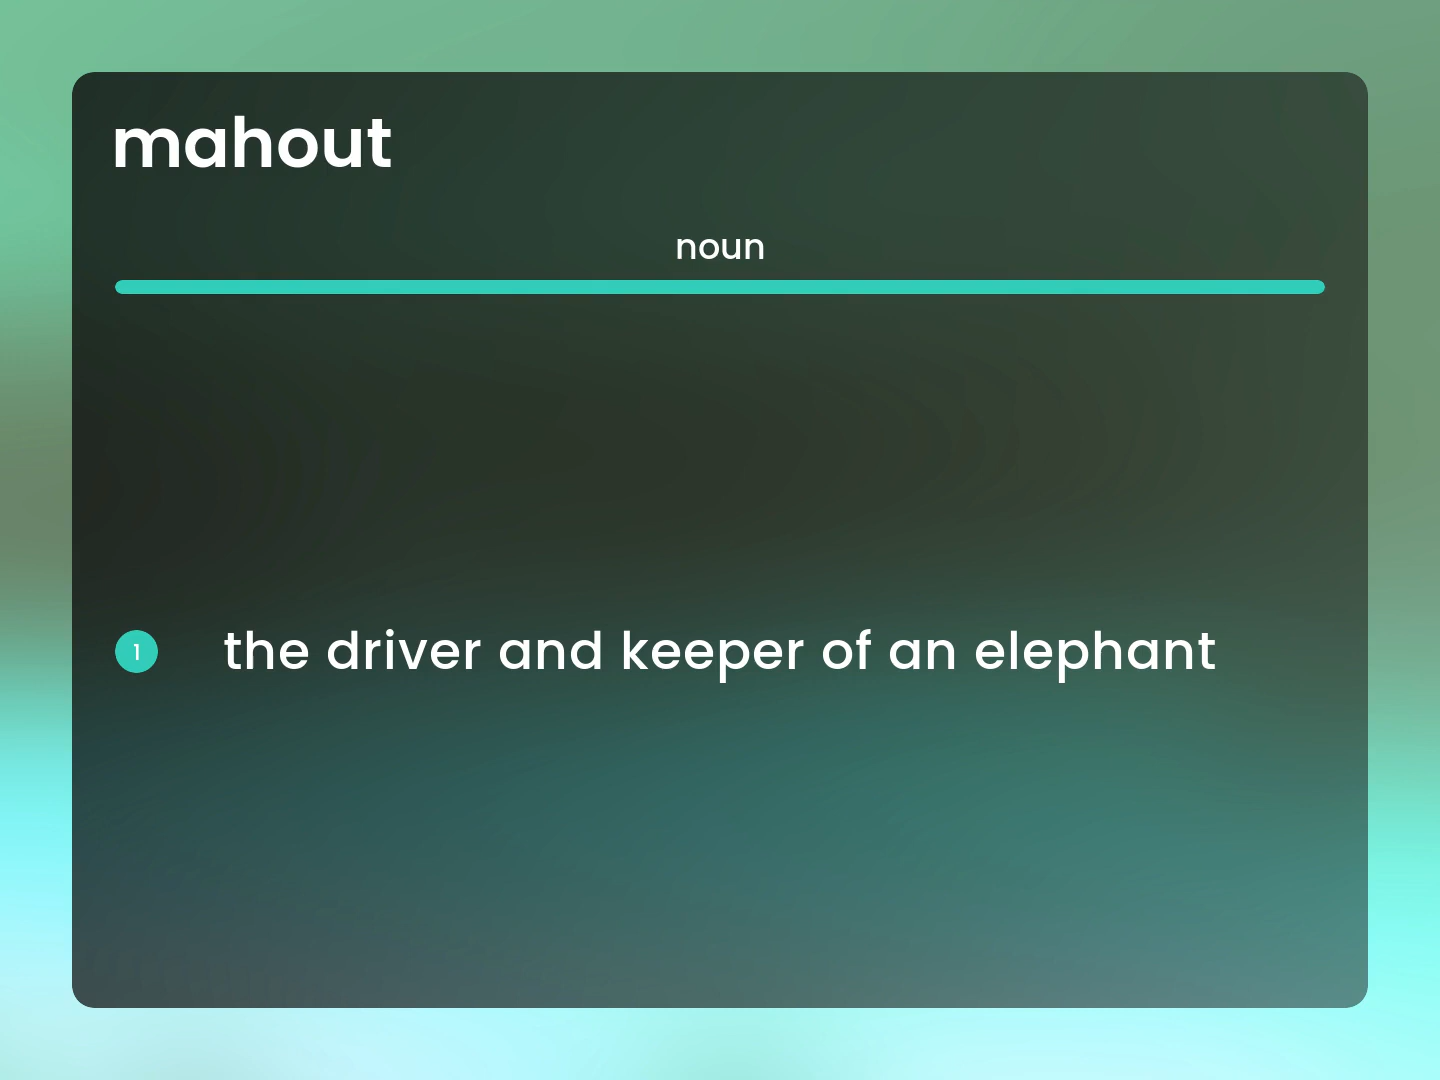 mahout
noun
1 the driver and keeper of an elephant